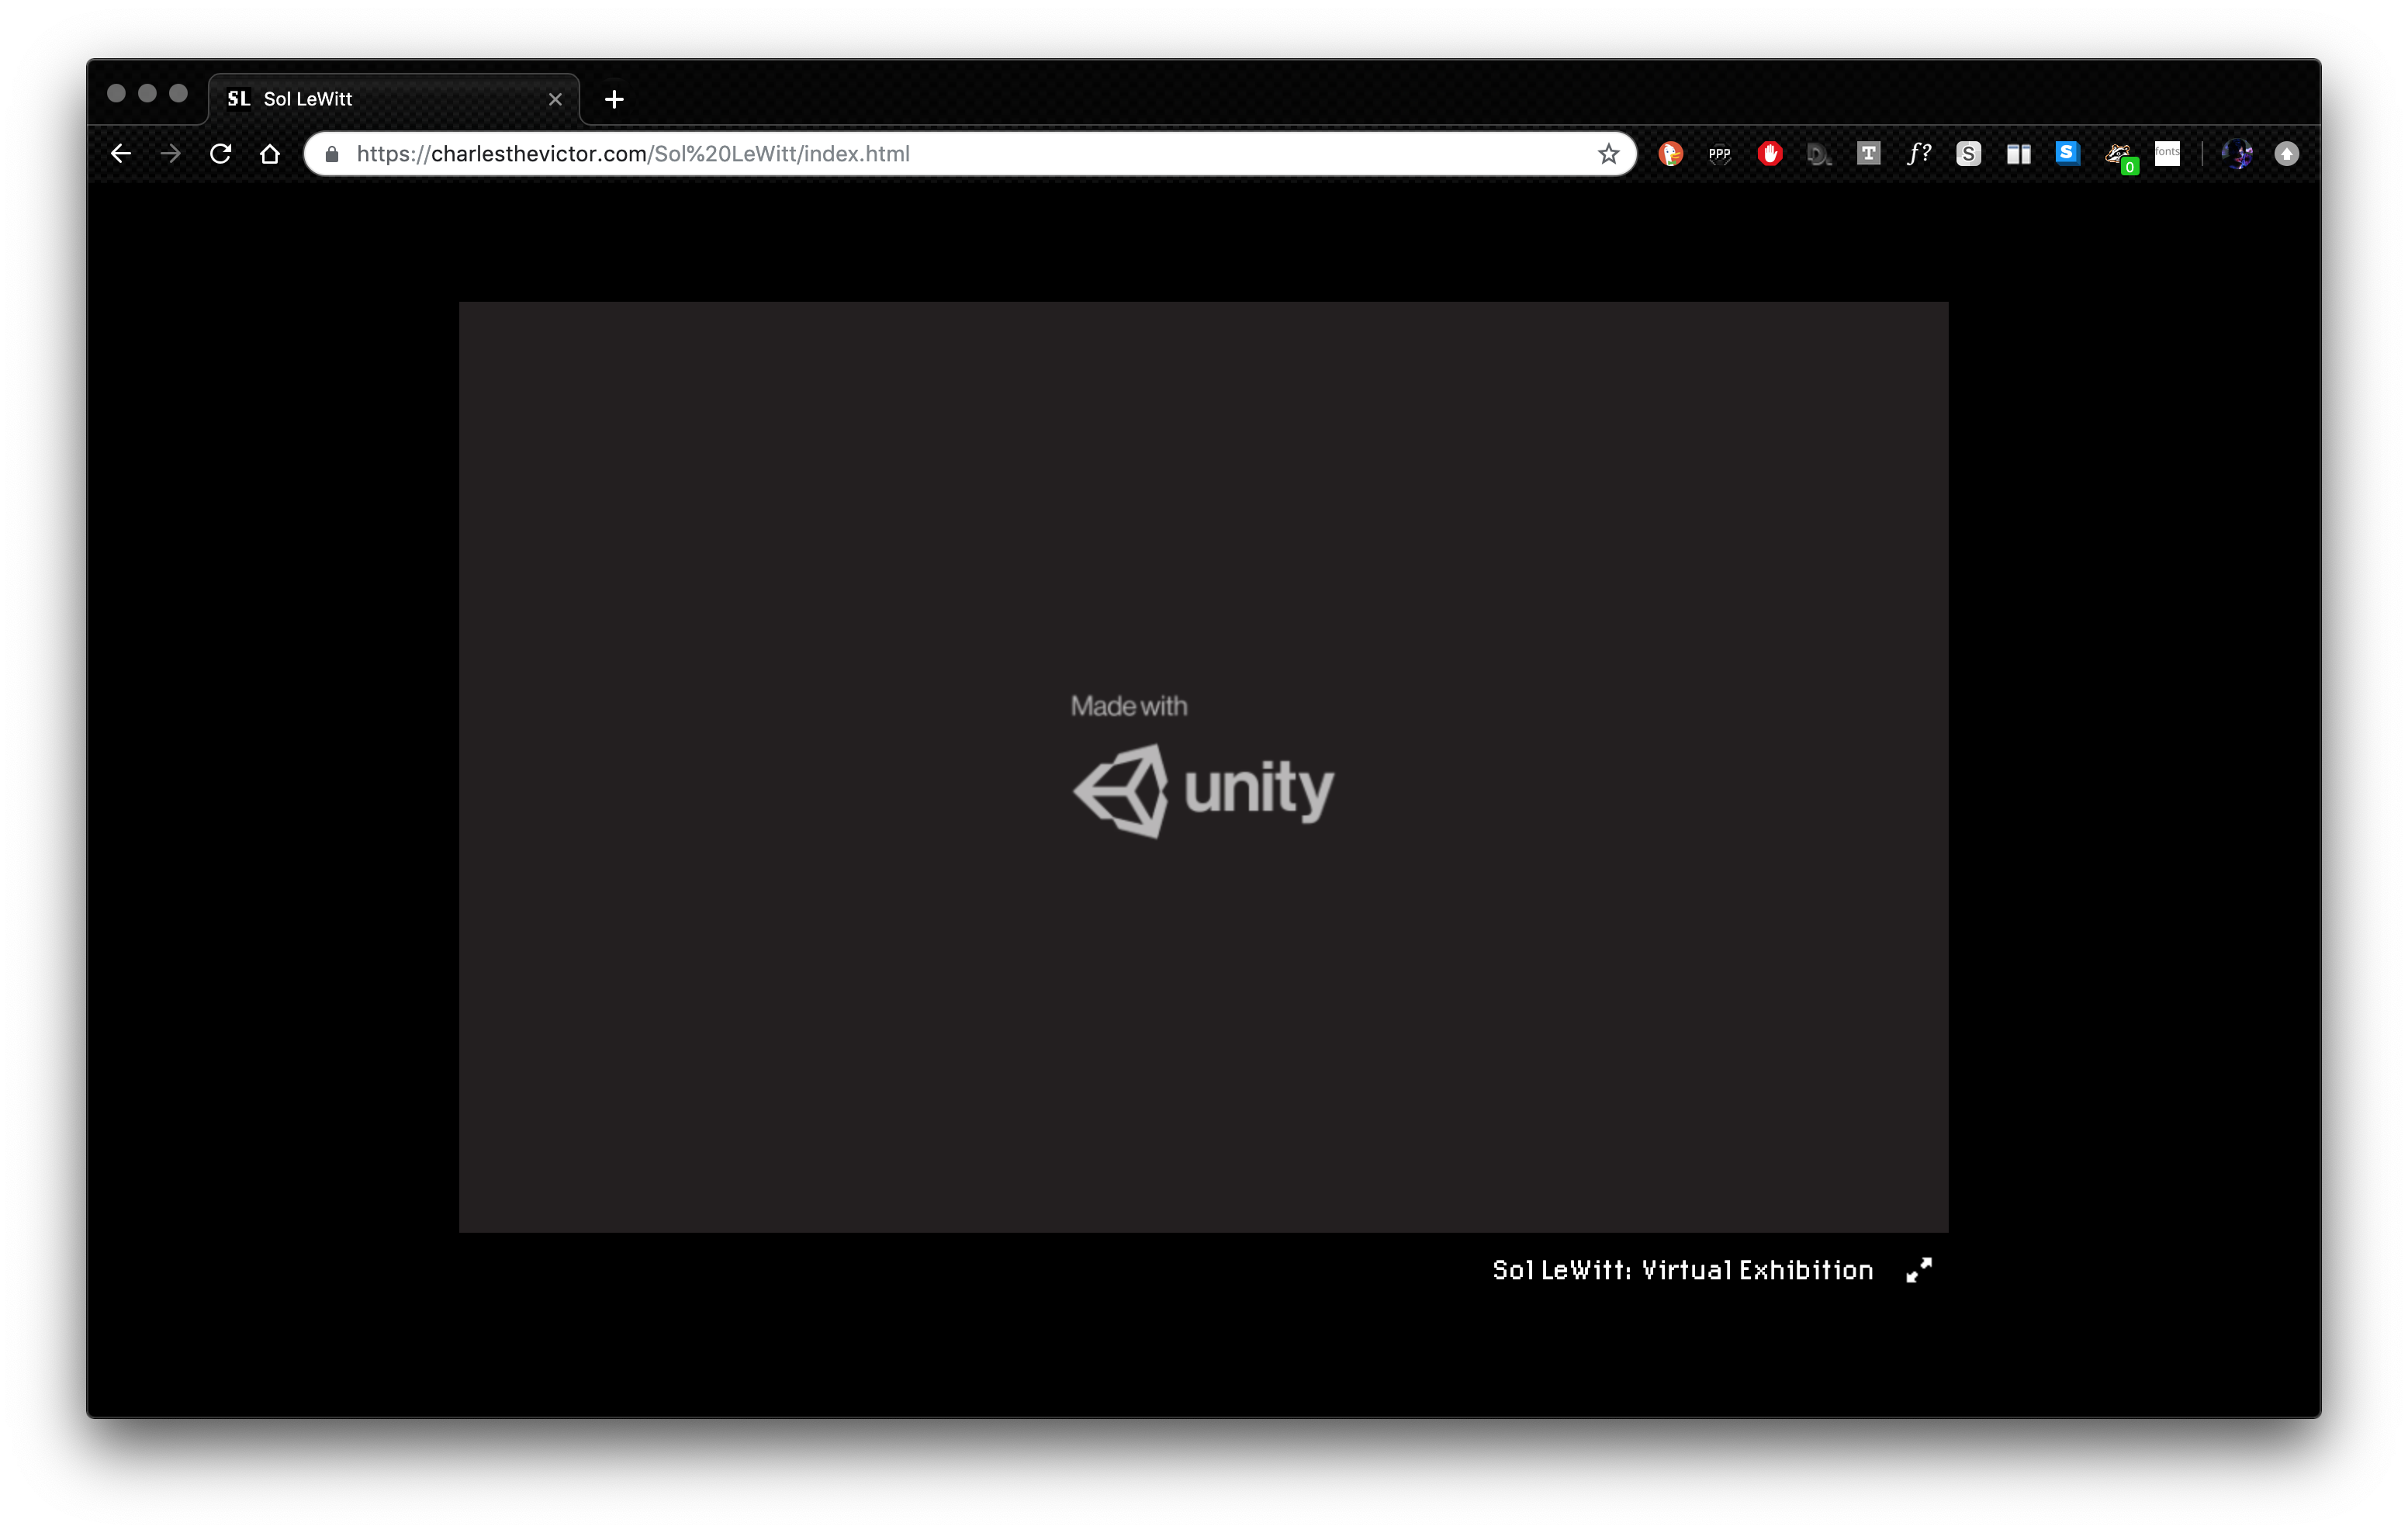 SL Sol LeWitt
https://charlesthevictor.com/Sol%20LeWitt/index.html
PPP
D.
T
f?
S
S
0
fonts
Made with
unity
Sol LeWitt: Virtual Exhibition